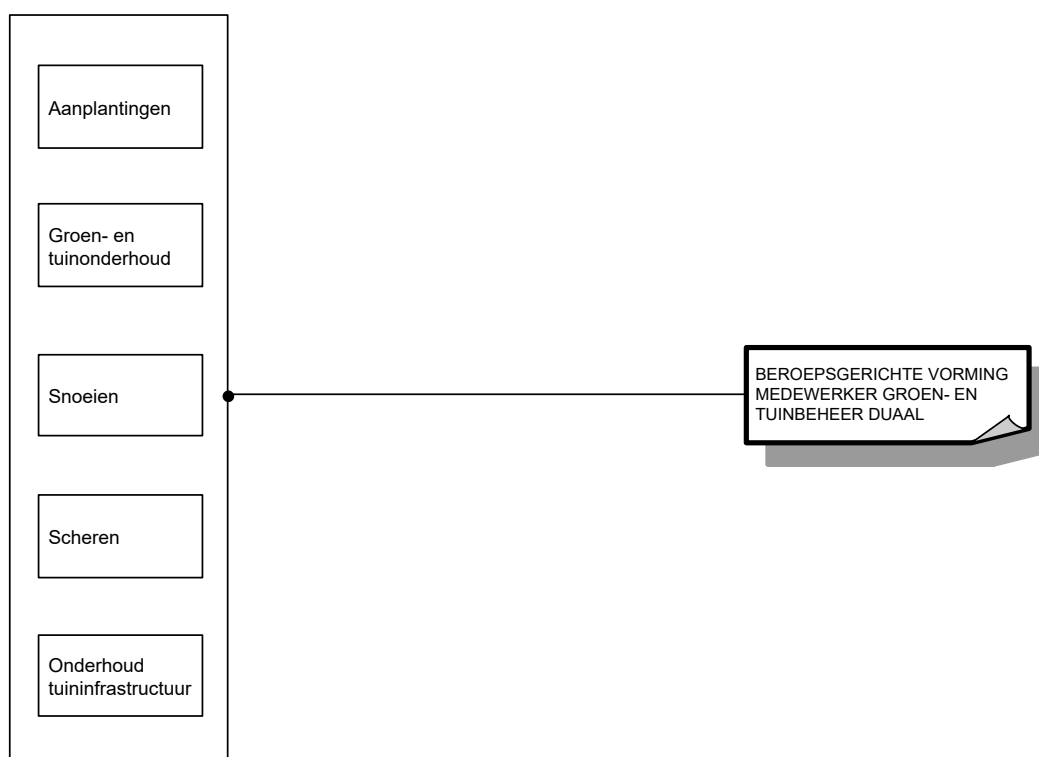 Aanplantingen
Groen- en
tuinonderhoud
Snoeien
Scheren
Onderhoud
tuininfrastructuur
BEROEPSGERICHTE VORMING
MEDEWERKER GROEN- EN
TUINBEHEER DUAAL